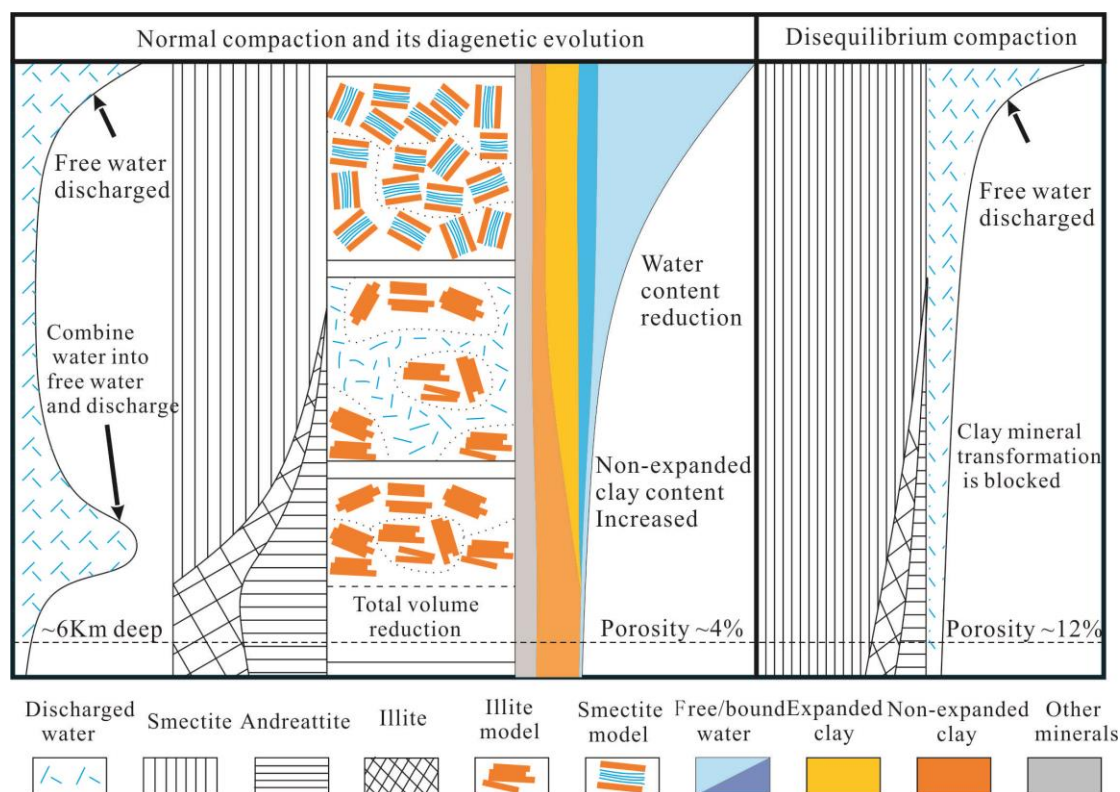 Normal compaction and its diagenetic evolution
Disequilibrium compaction
Free water
discharged
Combine
water into
free water
and discharge
~6Km deep
Total volume
reduction
Water
content
reduction
Non-expanded
clay content
Increased
Porosity ~4%
Free water
discharged
Clay mineral
transformation
is blocked
Porosity ~12%
Discharged
water
Smectite
Andreattite
Illite
Illite
model
Smectite
model
Free/bound
water
Expanded
clay
Non-expanded
clay
Other
minerals